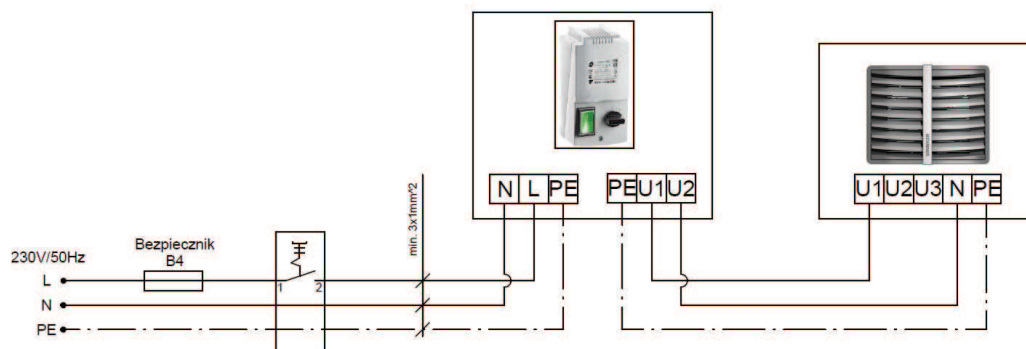 N L PE
PE U1 U2
U1 U2 U3 N PE
min. 3x1mm^2
230V/50Hz
Bezpiecznik
B4
L
1 2
N
PE